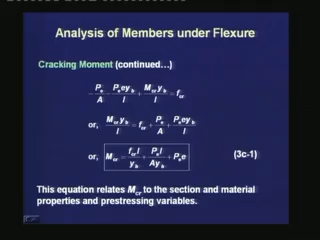 Analysis of Members under Flexure
Cracking Moment (continued…)
-Pe/A - Pe e yb/I + Mcr yb/I = fcr
or, Mcr yb/I = fcr + Pe/A + Pe e yb/I
or, Mcr = fcr I/yb + Pe I/A yb + Pe e (3c-1)
This equation relates Mcr to the section and material
properties and prestressing variables.